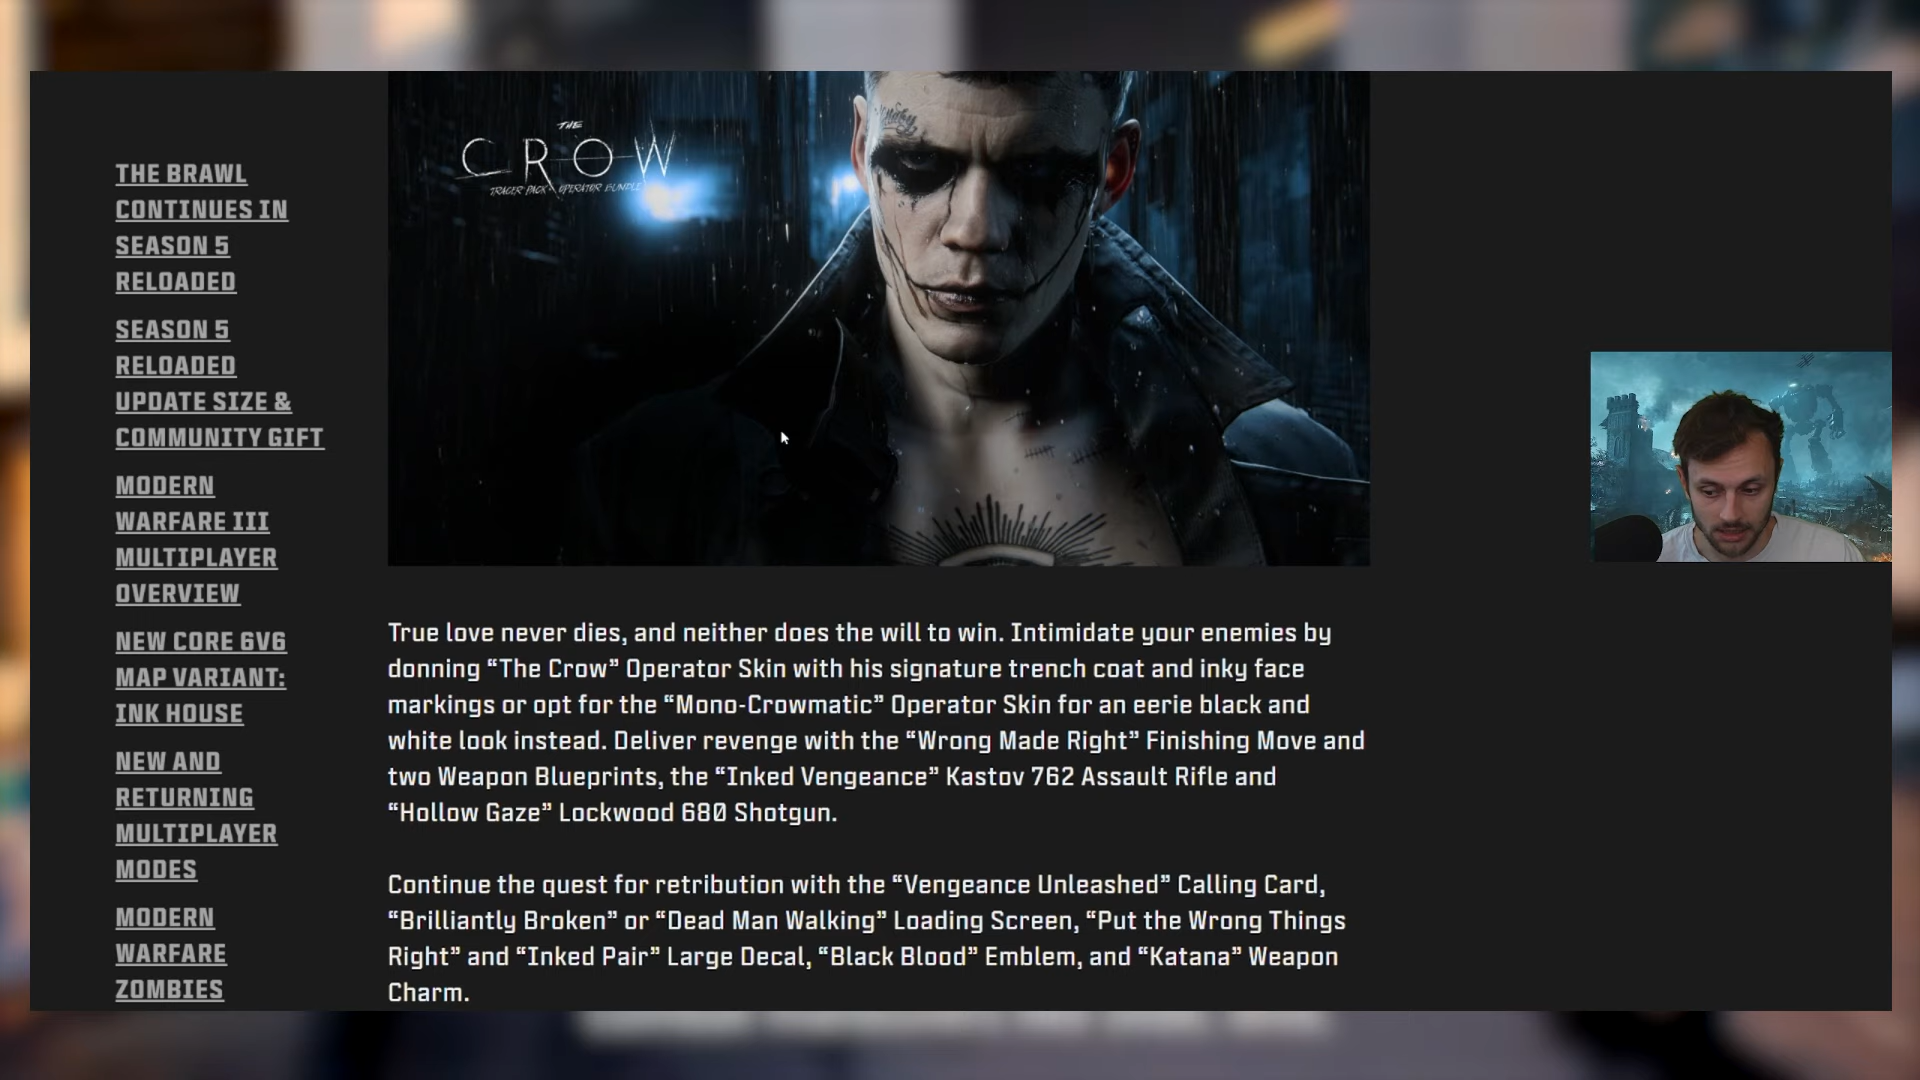 THE BRAWL
CONTINUES IN
SEASON 5
RELOADED
SEASON 5
RELOADED
UPDATE SIZE &
COMMUNITY GIFT
MODERN
WARFARE III
MULTIPLAYER
OVERVIEW
NEW CORE 6V6
MAP VARIANT:
INK HOUSE
NEW AND
RETURNING
MULTIPLAYER
MODES
MODERN
WARFARE
ZOMBIES
THE
CROW
TRACER PACK: OPERATOR BUNDLE
True love never dies, and neither does the will to win. Intimidate your enemies by
donning “The Crow” Operator Skin with his signature trench coat and inky face
markings or opt for the “Mono-Crowmatic” Operator Skin for an eerie black and
white look instead. Deliver revenge with the “Wrong Made Right” Finishing Move and
two Weapon Blueprints, the “Inked Vengeance” Kastov 762 Assault Rifle and
“Hollow Gaze” Lockwood 680 Shotgun.
Continue the quest for retribution with the “Vengeance Unleashed” Calling Card,
“Brilliantly Broken” or “Dead Man Walking” Loading Screen, “Put the Wrong Things
Right” and “Inked Pair” Large Decal, “Black Blood” Emblem, and “Katana” Weapon
Charm.